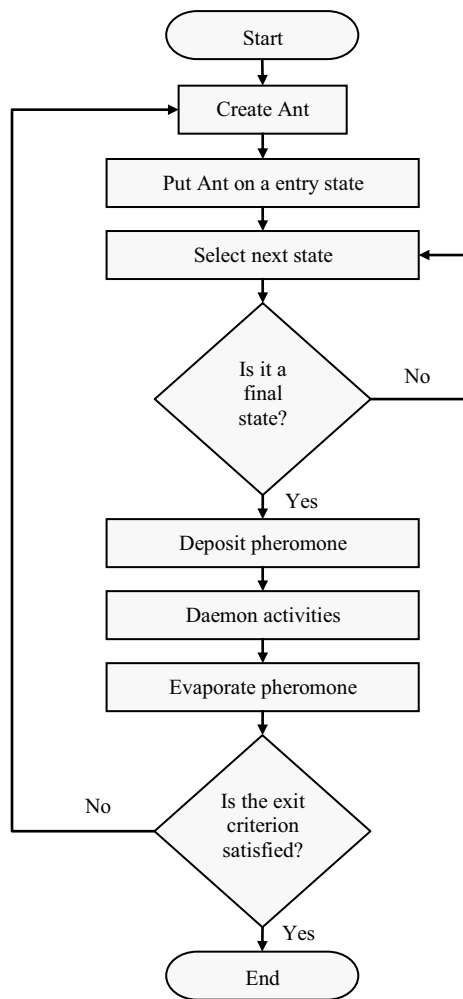 Start
Create Ant
Put Ant on a entry state
Select next state
Is it a
final
state?
No
Yes
Deposit pheromone
Daemon activities
Evaporate pheromone
Is the exit
criterion
satisfied?
No
Yes
End